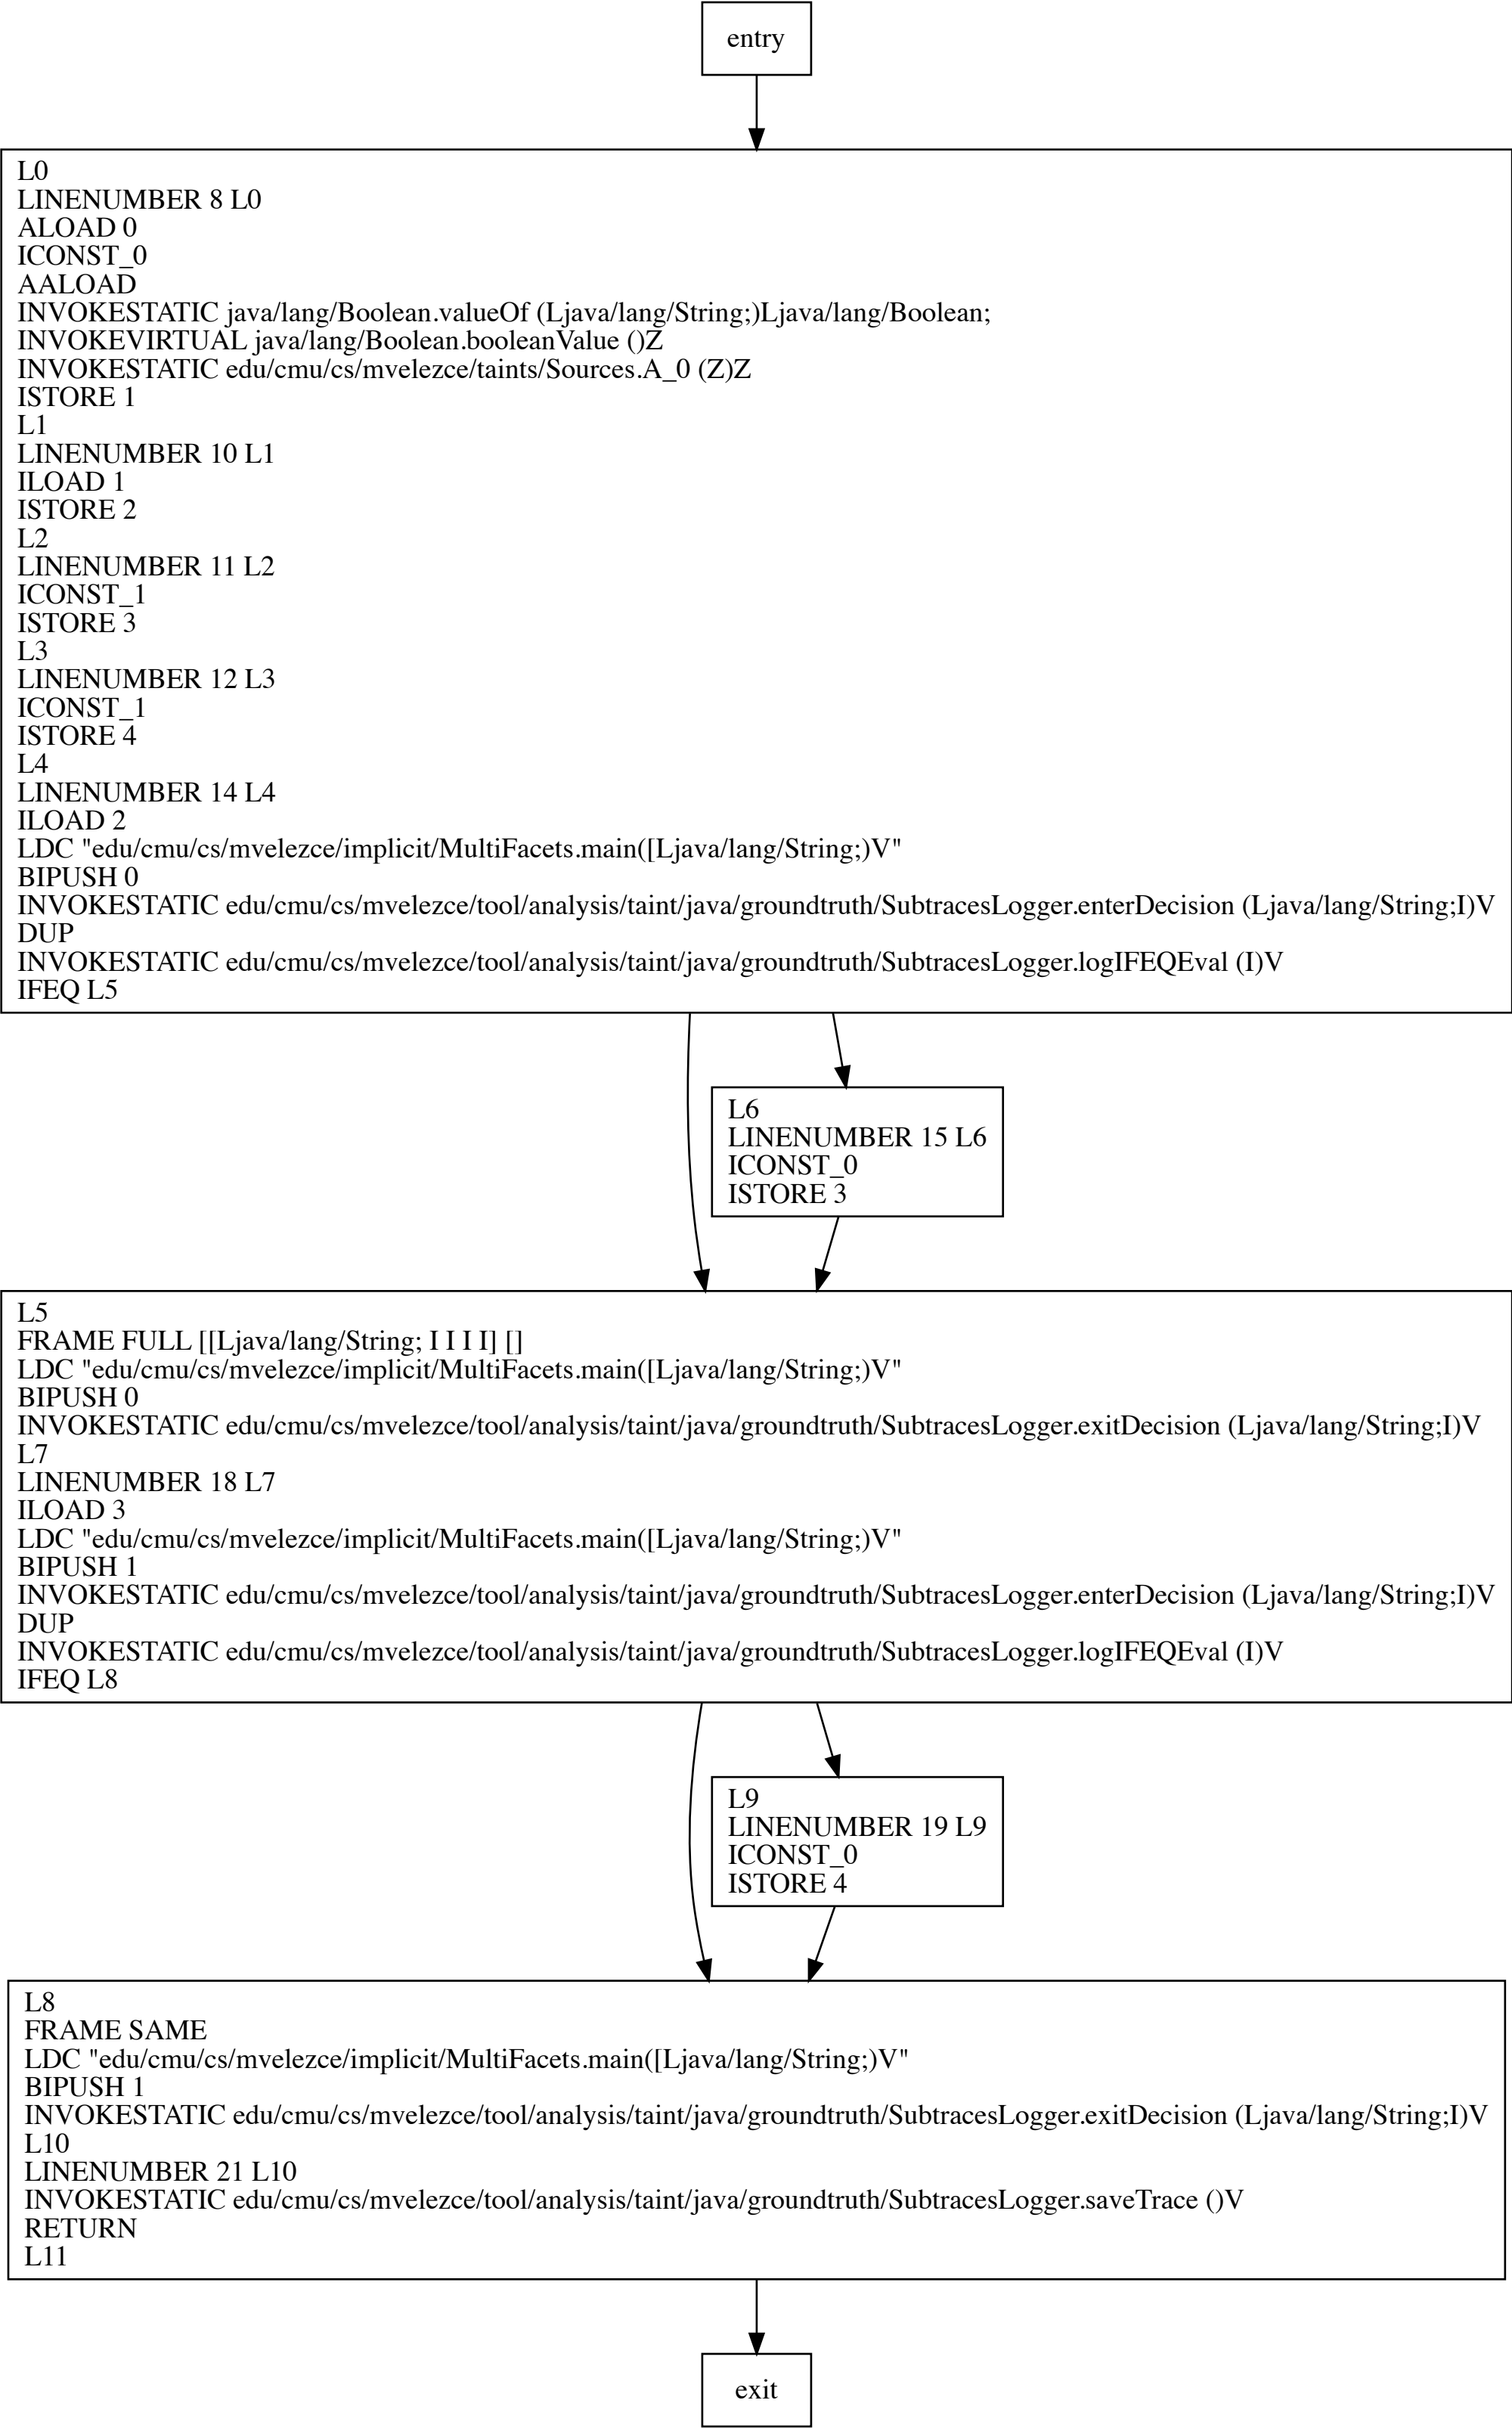 entry
L0
LINENUMBER 8 L0
ALOAD 0
ICONST_0
AALOAD
INVOKESTATIC java/lang/Boolean.valueOf (Ljava/lang/String;)Ljava/lang/Boolean;
INVOKEVIRTUAL java/lang/Boolean.booleanValue ()Z
INVOKESTATIC edu/cmu/cs/mvelezce/taints/Sources.A_0 (Z)Z
ISTORE 1
L1
LINENUMBER 10 L1
ILOAD 1
ISTORE 2
L2
LINENUMBER 11 L2
ICONST_1
ISTORE 3
L3
LINENUMBER 12 L3
ICONST_1
ISTORE 4
L4
LINENUMBER 14 L4
ILOAD 2
LDC "edu/cmu/cs/mvelezce/implicit/MultiFacets.main([Ljava/lang/String;)V"
BIPUSH 0
INVOKESTATIC edu/cmu/cs/mvelezce/tool/analysis/taint/java/groundtruth/SubtracesLogger.enterDecision (Ljava/lang/String;I)V
DUP
INVOKESTATIC edu/cmu/cs/mvelezce/tool/analysis/taint/java/groundtruth/SubtracesLogger.logIFEQEval (I)V
IFEQ L5
L6
LINENUMBER 15 L6
ICONST_0
ISTORE 3
L5
FRAME FULL [[Ljava/lang/String; I I I I] []
LDC "edu/cmu/cs/mvelezce/implicit/MultiFacets.main([Ljava/lang/String;)V"
BIPUSH 0
INVOKESTATIC edu/cmu/cs/mvelezce/tool/analysis/taint/java/groundtruth/SubtracesLogger.exitDecision (Ljava/lang/String;I)V
L7
LINENUMBER 18 L7
ILOAD 3
LDC "edu/cmu/cs/mvelezce/implicit/MultiFacets.main([Ljava/lang/String;)V"
BIPUSH 1
INVOKESTATIC edu/cmu/cs/mvelezce/tool/analysis/taint/java/groundtruth/SubtracesLogger.enterDecision (Ljava/lang/String;I)V
DUP
INVOKESTATIC edu/cmu/cs/mvelezce/tool/analysis/taint/java/groundtruth/SubtracesLogger.logIFEQEval (I)V
IFEQ L8
L9
LINENUMBER 19 L9
ICONST_0
ISTORE 4
L8
FRAME SAME
LDC "edu/cmu/cs/mvelezce/implicit/MultiFacets.main([Ljava/lang/String;)V"
BIPUSH 1
INVOKESTATIC edu/cmu/cs/mvelezce/tool/analysis/taint/java/groundtruth/SubtracesLogger.exitDecision (Ljava/lang/String;I)V
L10
LINENUMBER 21 L10
INVOKESTATIC edu/cmu/cs/mvelezce/tool/analysis/taint/java/groundtruth/SubtracesLogger.saveTrace ()V
RETURN
L11
exit